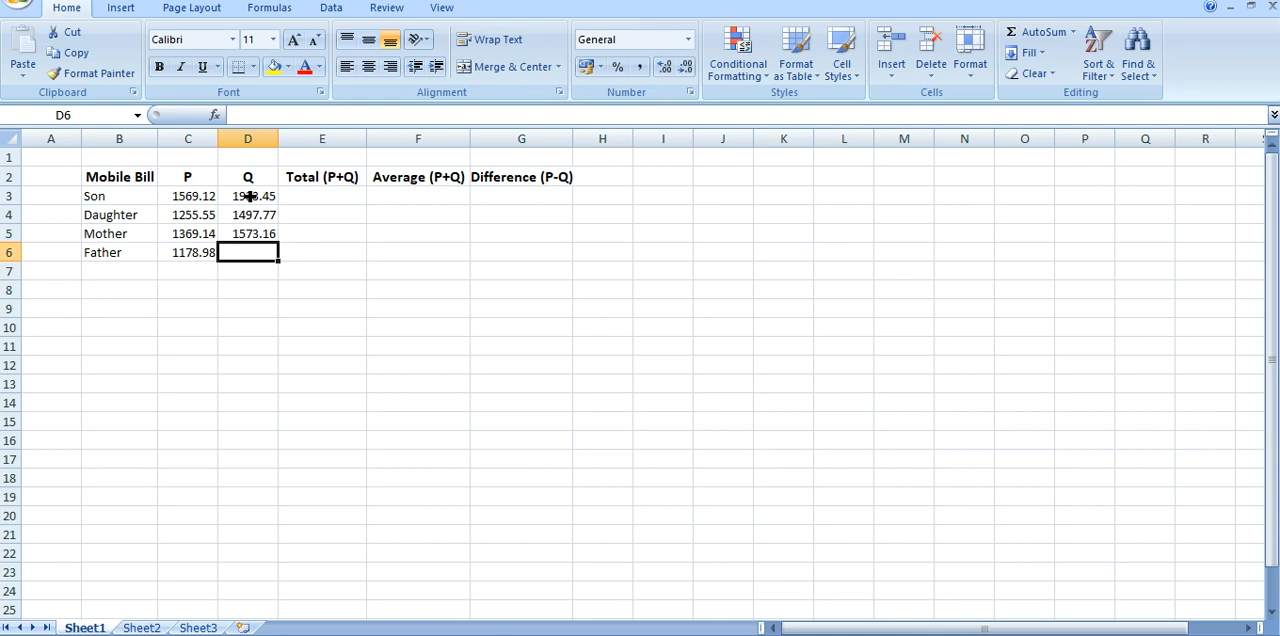 Home Insert Page Layout Formulas Data Review View
Cut Calibri 11 A A Wrap Text General Σ AutoSum
Copy
Paste Format Painter B I U A Merge & Center % , .0 .00 .00 .0 Conditional Formatting Format as Table Cell Styles Insert Delete Format Fill Clear Sort & Filter Find & Select
Clipboard Font Alignment Number Styles Cells Editing
D6 fx
A B C D E F G H I J K L M N O P Q R
1
2 Mobile Bill P Q Total (P+Q) Average (P+Q) Difference (P-Q)
3 Son 1569.12
4 Daughter 1255.55 1497.77
5 Mother 1369.14 1573.16
6 Father 1178.98
7
8
9
10
11
12
13
14
15
16
17
18
19
20
21
22
23
24
25
Sheet1 Sheet2 Sheet3